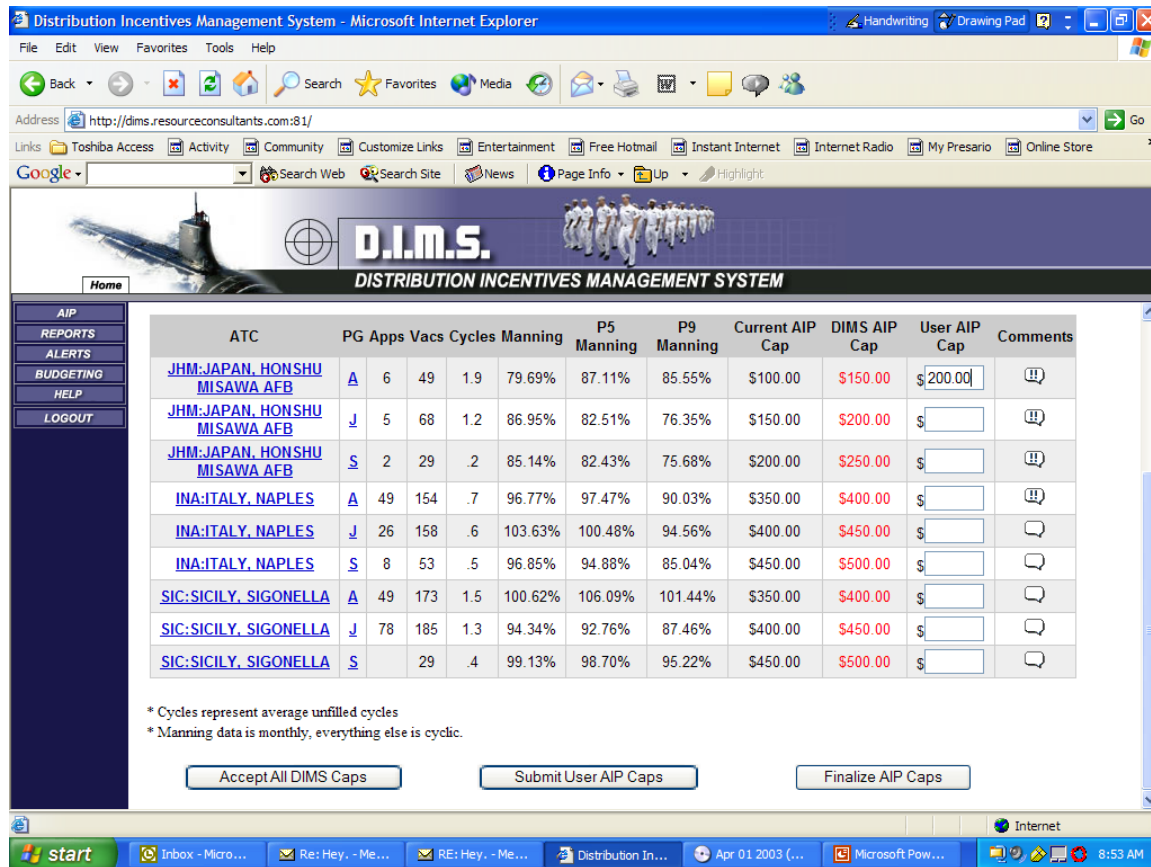 Distribution Incentives Management System - Microsoft Internet Explorer
Handwriting Drawing Pad
File Edit View Favorites Tools Help
Back Search Favorites Media
Address http://dims.resourceconsultants.com:81/ Go
Links Toshiba Access Activity Community Customize Links Entertainment Free Hotmail Instant Internet Internet Radio My Presario Online Store
Google Search Web Search Site News Page Info Up Highlight
D.I.M.S.
DISTRIBUTION INCENTIVES MANAGEMENT SYSTEM
Home
AIP
REPORTS
ALERTS
BUDGETING
HELP
LOGOUT
ATC PG Apps Vacs Cycles Manning P5 Manning P9 Manning Current AIP Cap DIMS AIP Cap User AIP Cap Comments
JHM:JAPAN, HONSHU MISAWA AFB A 6 49 1.9 79.69% 87.11% 85.55% $100.00 $150.00 $ 200.00
JHM:JAPAN, HONSHU MISAWA AFB J 5 68 1.2 86.95% 82.51% 76.35% $150.00 $200.00 $
JHM:JAPAN, HONSHU MISAWA AFB S 2 29 .2 85.14% 82.43% 75.68% $200.00 $250.00 $
INA:ITALY, NAPLES A 49 154 .7 96.77% 97.47% 90.03% $350.00 $400.00 $
INA:ITALY, NAPLES J 26 158 .6 103.63% 100.48% 94.56% $400.00 $450.00 $
INA:ITALY, NAPLES S 8 53 .5 96.85% 94.88% 85.04% $450.00 $500.00 $
SIC:SICILY, SIGONELLA A 49 173 1.5 100.62% 106.09% 101.44% $350.00 $400.00 $
SIC:SICILY, SIGONELLA J 78 185 1.3 94.34% 92.76% 87.46% $400.00 $450.00 $
SIC:SICILY, SIGONELLA S 29 .4 99.13% 98.70% 95.22% $450.00 $500.00 $
* Cycles represent average unfilled cycles
* Manning data is monthly, everything else is cyclic.
Accept All DIMS Caps Submit User AIP Caps Finalize AIP Caps
Internet
start Inbox - Micro... Re: Hey. - Me... RE: Hey. - Me... Distribution In... Apr 01 2003 (... Microsoft Pow... 8:53 AM